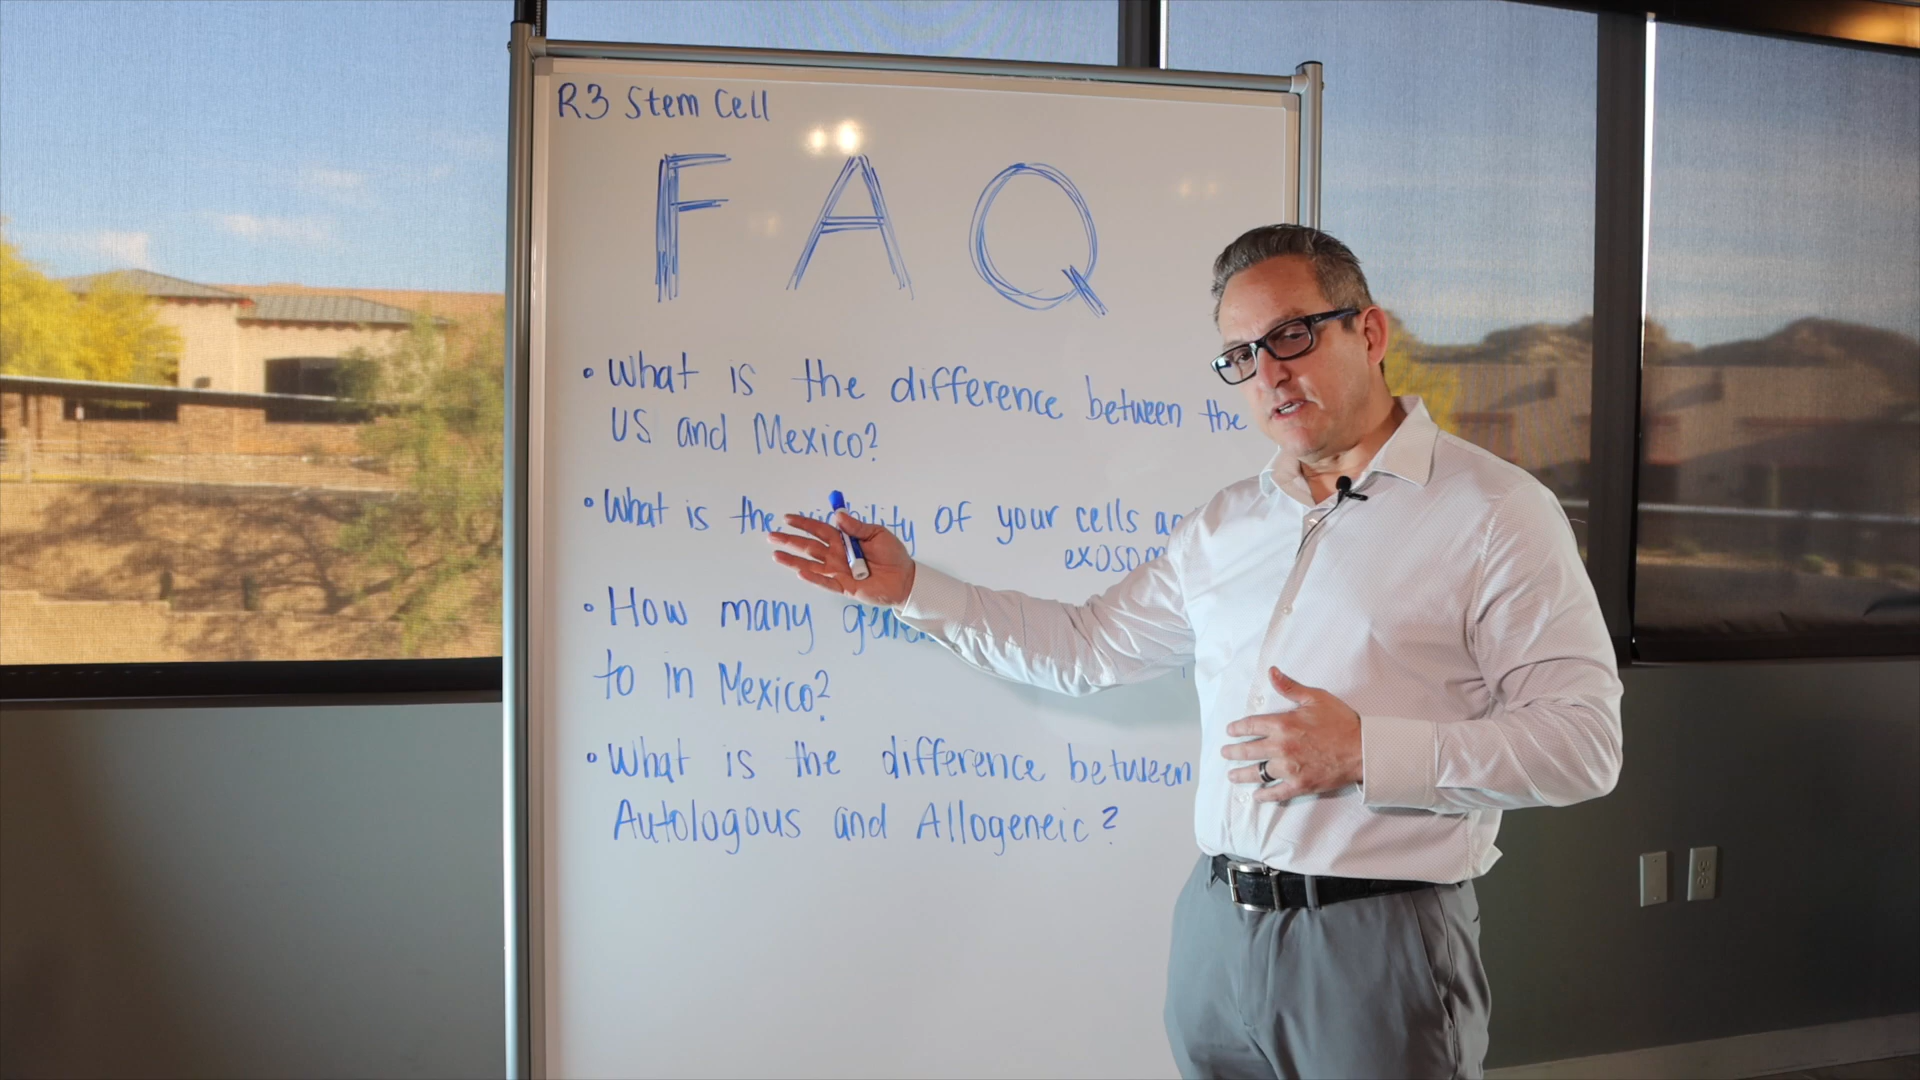 R3 Stem Cell
FAQ
• What is the difference between the
US and Mexico?
• What is the viability of your cells
• How many
to in Mexico?
• What is the difference between
Autologous and Allogeneic?